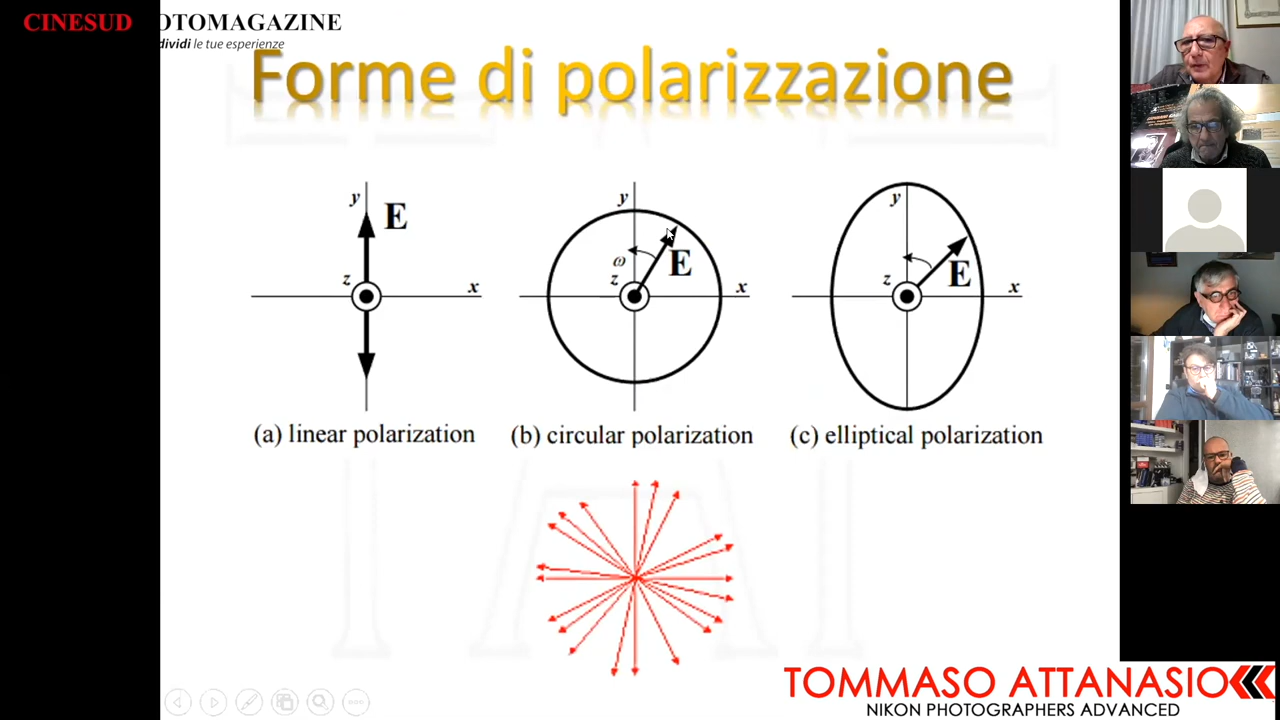 CINESUD OTOMAGAZINE
dividi le tue esperienze
Forme di polarizzazione
y
E
z
x
y
ω
E
z
x
y
E
z
x
(a) linear polarization
(b) circular polarization
(c) elliptical polarization
TOMMASO ATTANASIO
NIKON PHOTOGRAPHERS ADVANCED